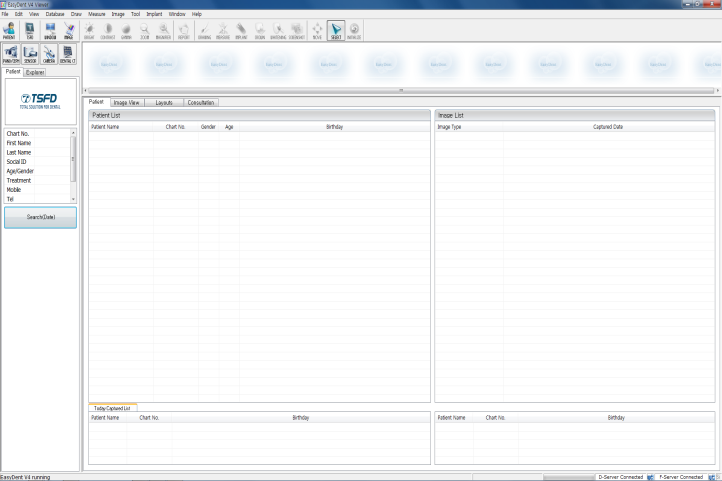 EasyDent V4 Viewer
File Edit View Database Draw Measure Image Tool Implant Window Help
PATIENT TASK WINDOW IMAGE BRIGHT CONTRAST GAMMA ZOOM MAGNIFIER REPORT DRAWING MEASURE IMPLANT MOVE SELECT INITIALIZE
PANO/CEPH SENSOR CAMERA DENTAL CT
Patient Explorer
TSFD
TOTAL SOLUTION FOR DENTAL
Chart No.
First Name
Last Name
Social ID
Age/Gender
Treatment
Mobile
Tel
Search(Date)
Patient Image View Layouts Consultation
Patient List
Patient Name Chart No. Gender Age Birthday
Image List
Image Type Captured Date
Today Captured List
Patient Name Chart No. Birthday
Patient Name Chart No. Birthday
EasyDent V4 running
D-Server Connected F-Server Connected